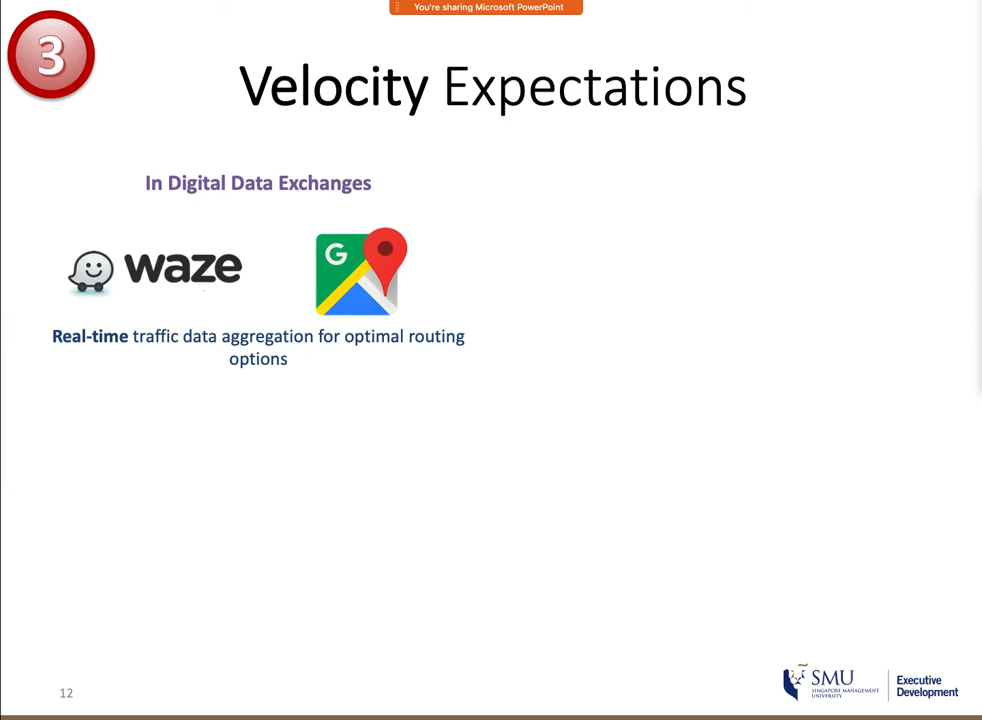 You're sharing Microsoft PowerPoint
3
Velocity Expectations
In Digital Data Exchanges
waze
G
Real-time traffic data aggregation for optimal routing
options
12
SMU
SINGAPORE MANAGEMENT
UNIVERSITY
Executive
Development